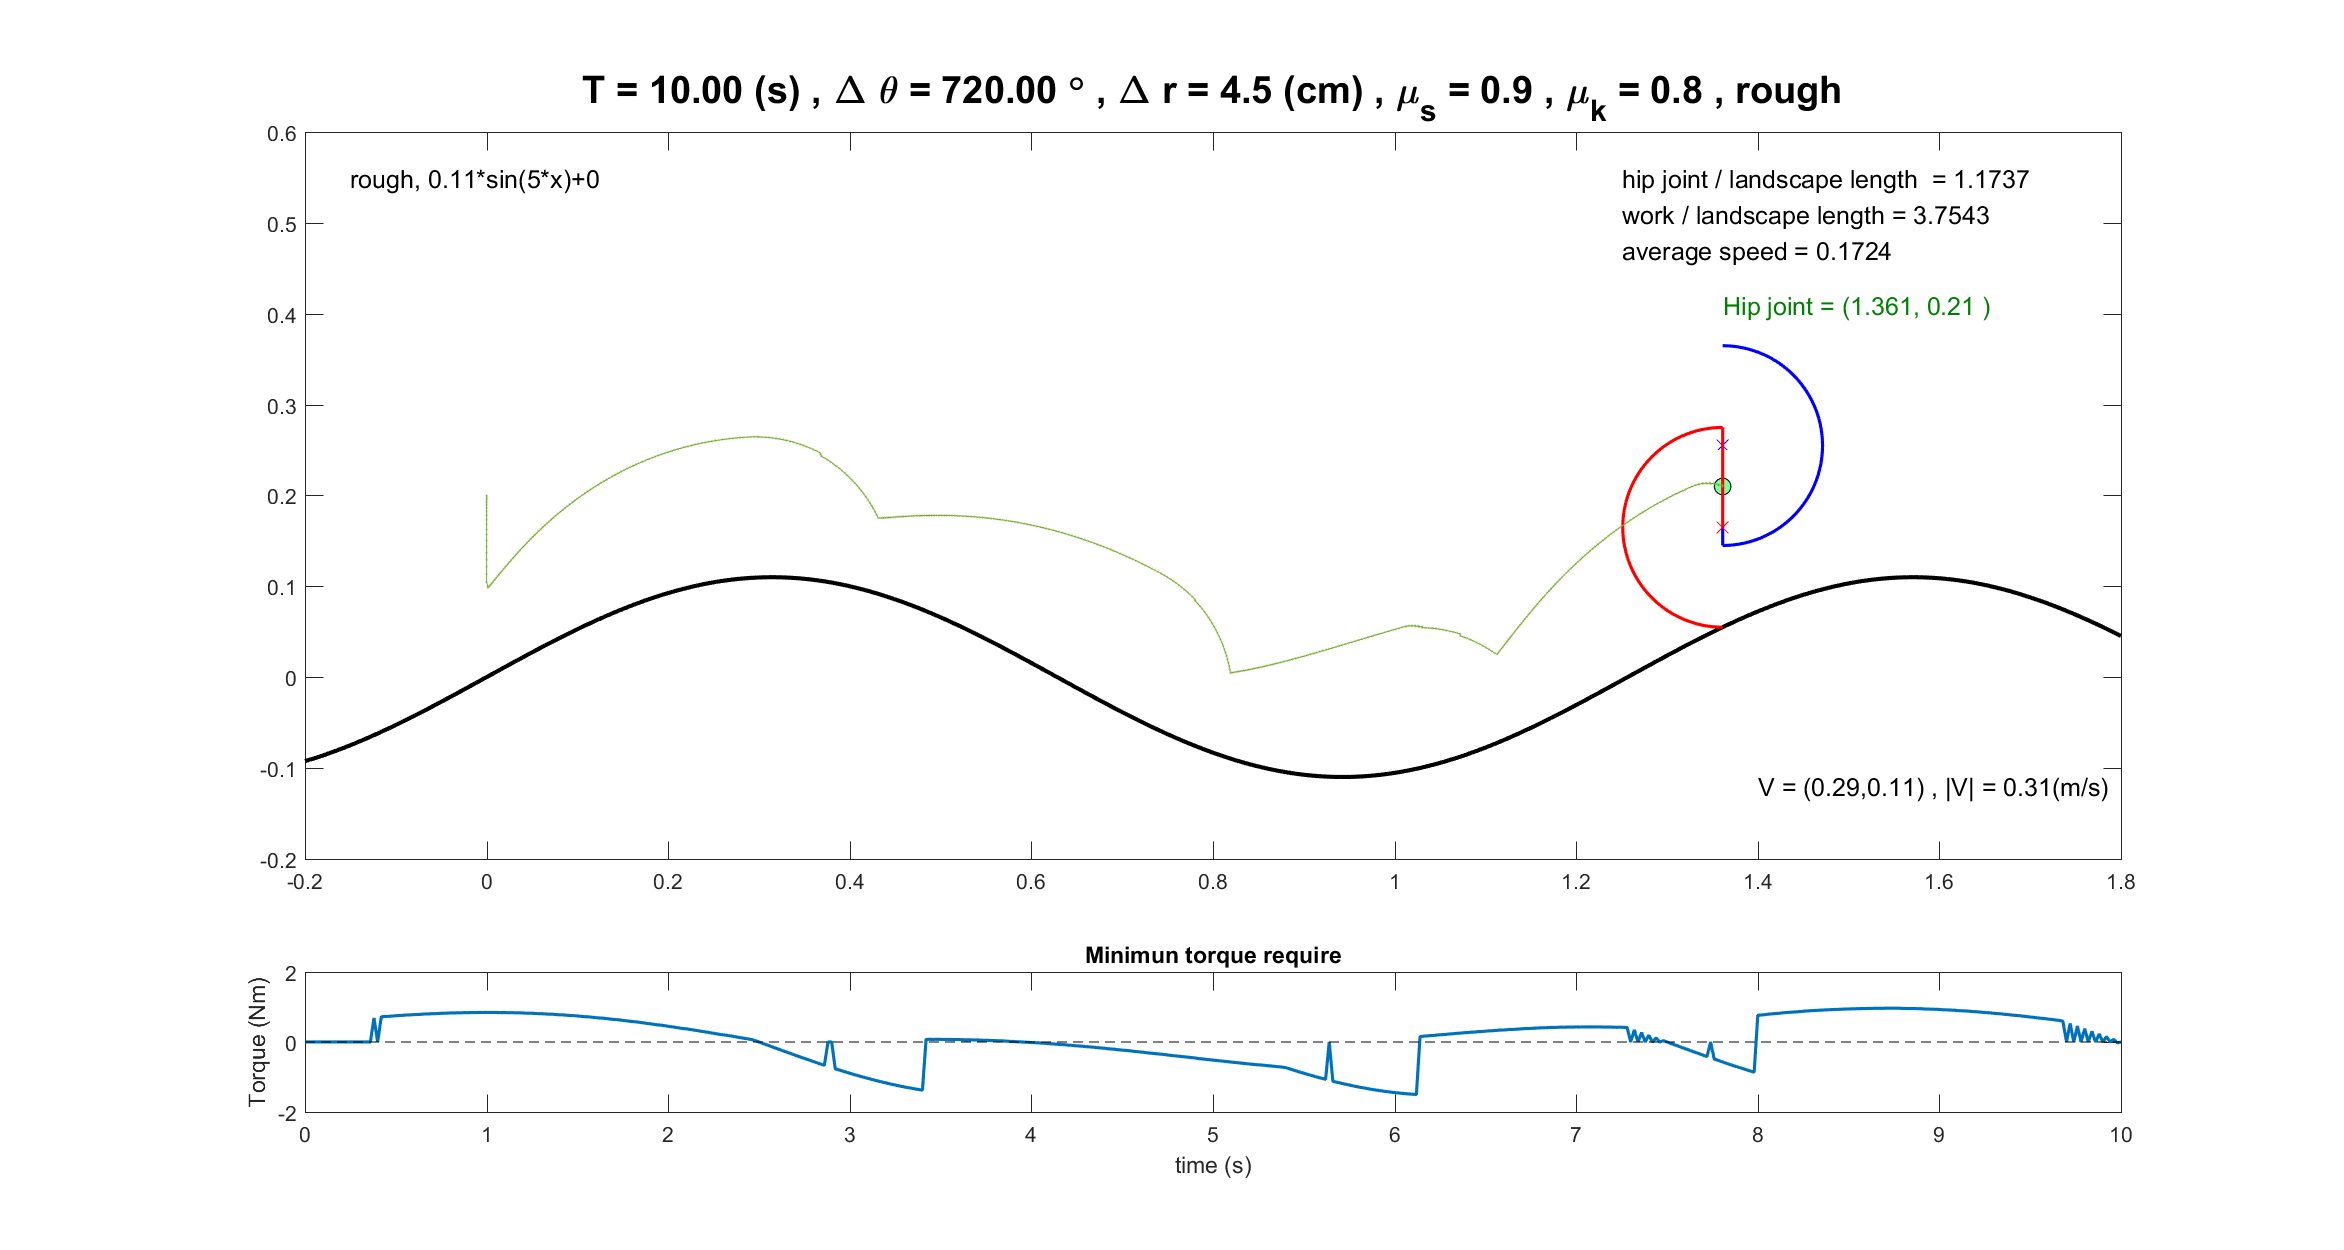 T = 10.00 (s) , Δ θ = 720.00 ° , Δ r = 4.5 (cm) , μs = 0.9 , μk = 0.8 , rough
0.6
rough, 0.11*sin(5*x)+0
hip joint / landscape length = 1.1737
0.5
work / landscape length = 3.7543
average speed = 0.1724
0.4
Hip joint = (1.361, 0.21 )
0.3
0.2
0.1
0
-0.1
V = (0.29,0.11) , |V| = 0.31(m/s)
-0.2
-0.2 0 0.2 0.4 0.6 0.8 1 1.2 1.4 1.6 1.8
Minimun torque require
Torque (Nm)
2
0
-2
0 1 2 3 4 5 6 7 8 9 10
time (s)